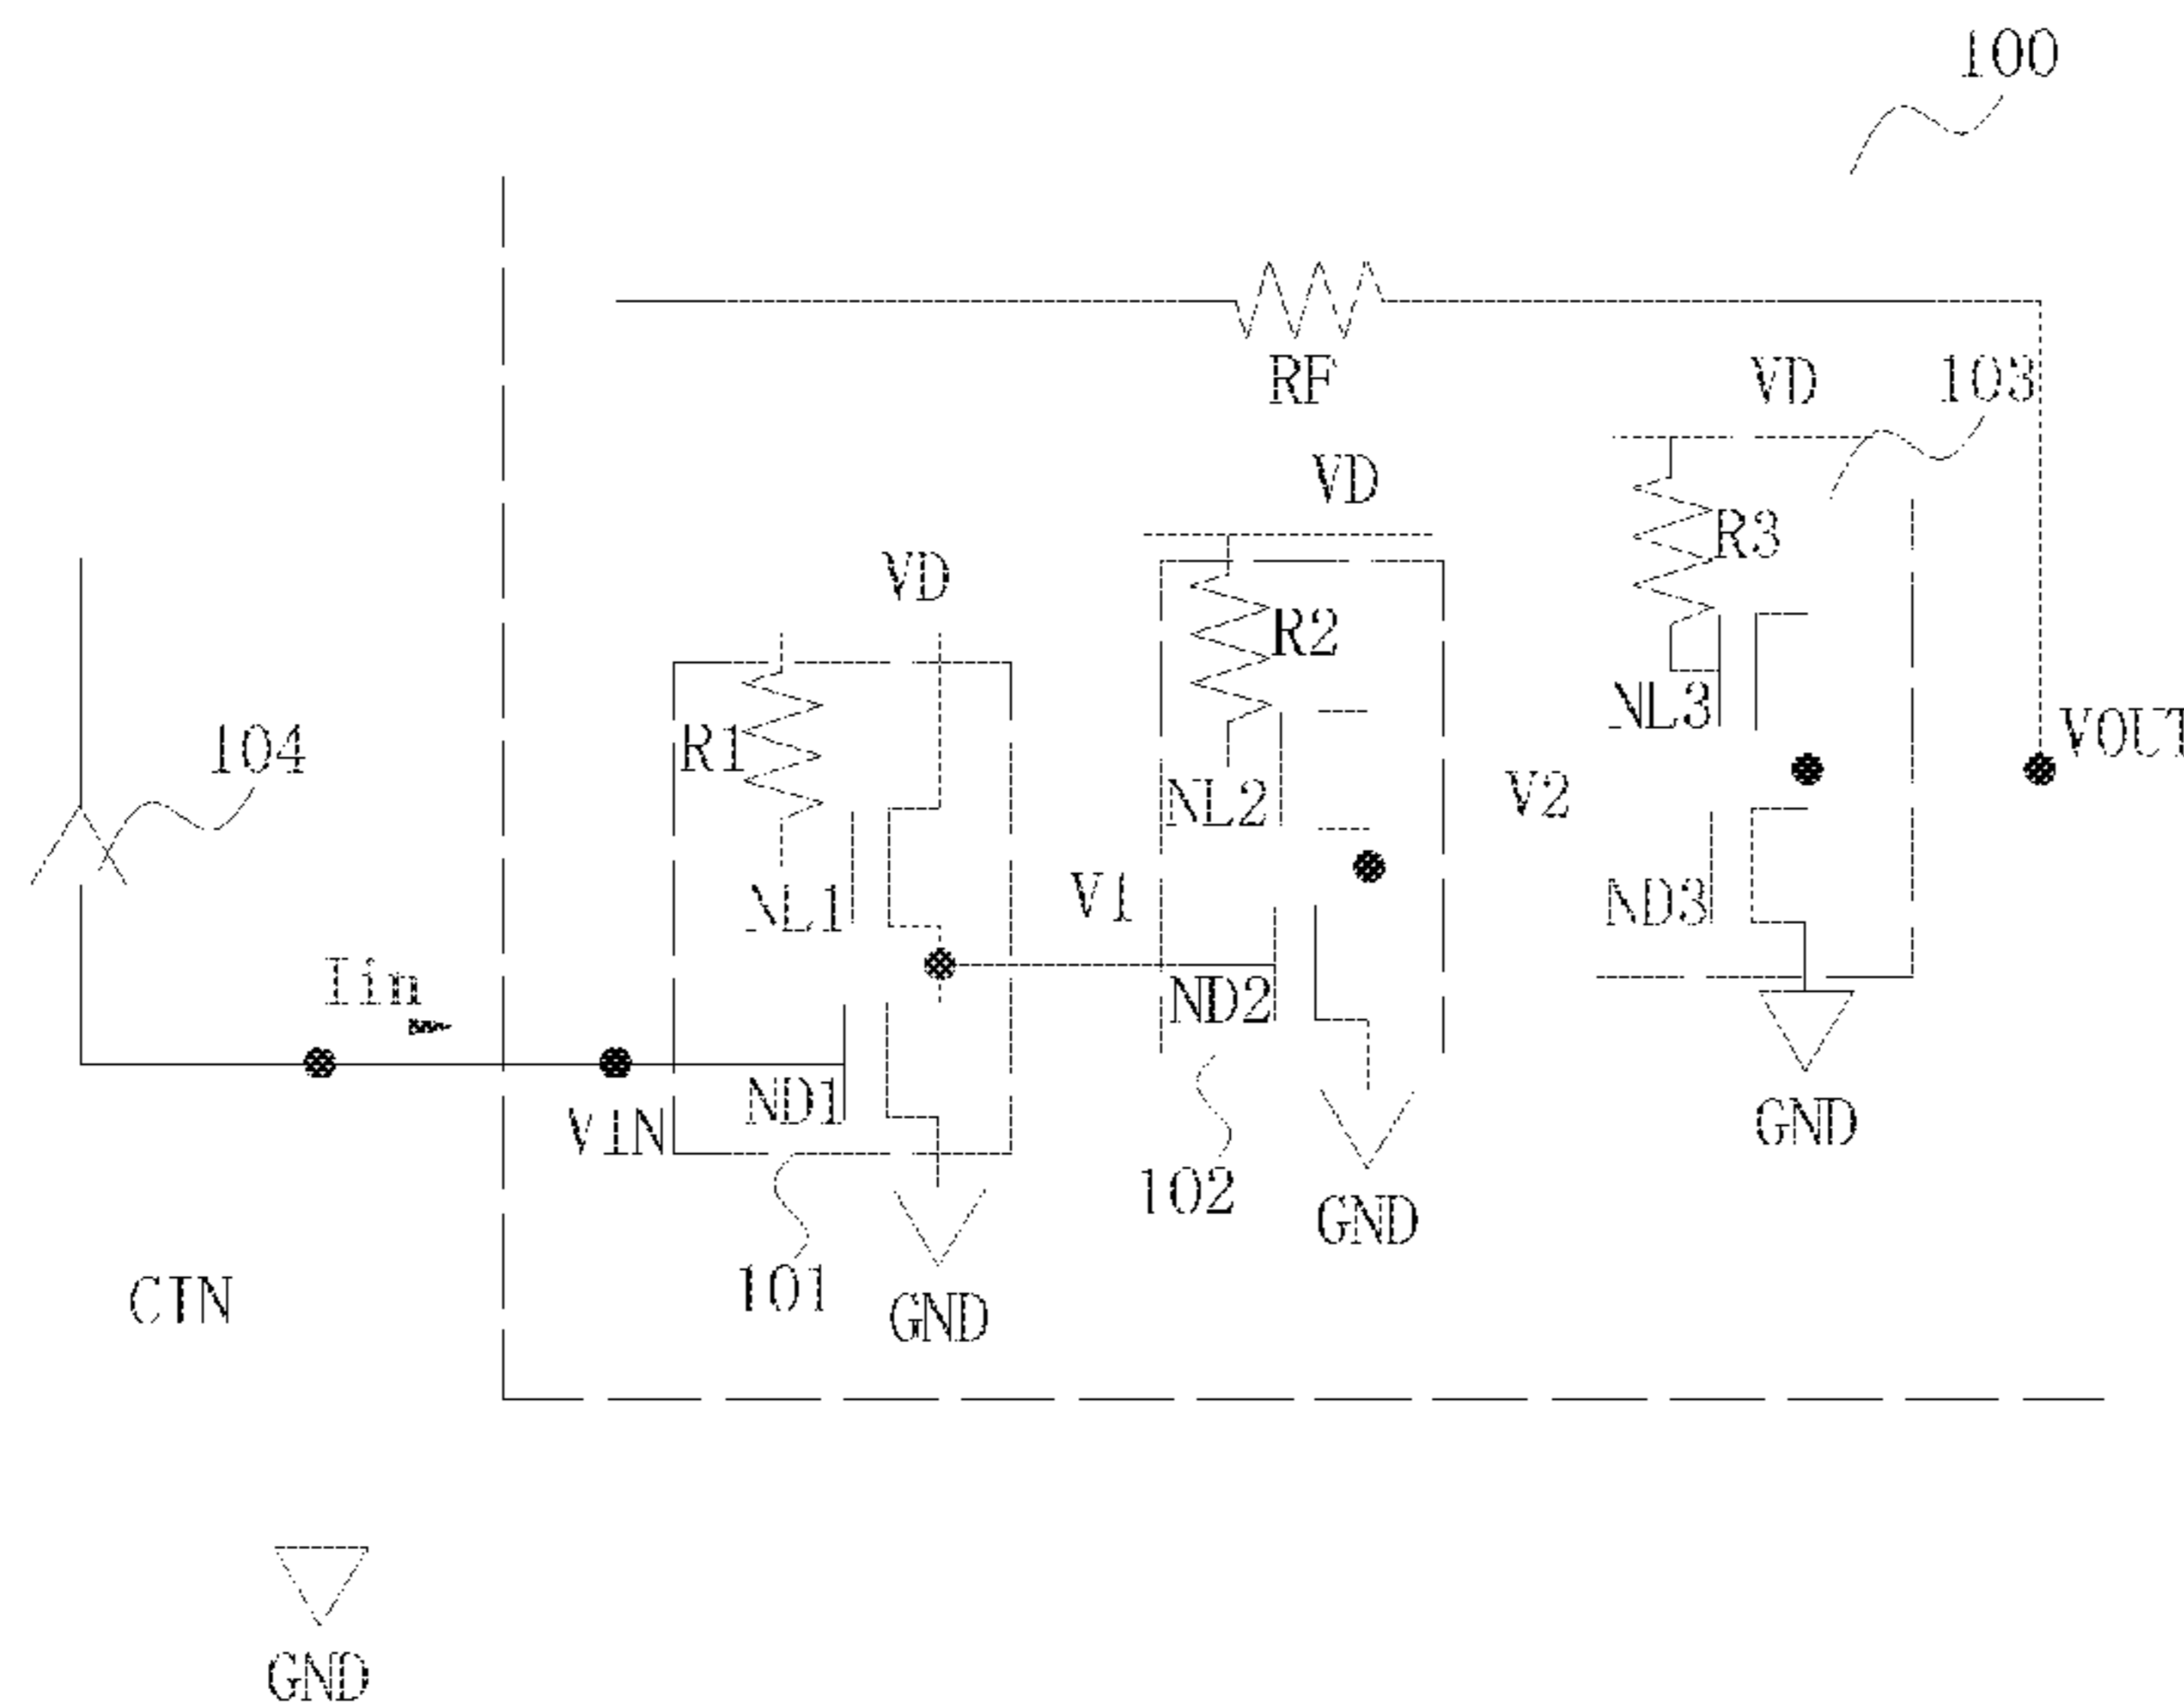 100
RF
VD
103
VD
R3
VD
R2
NL3
R1
104
VOUT
NL2
V2
NL1
V1
ND3
Iin
ND2
ND1
VIN
GND
102
GND
101
CIN
GND
GND